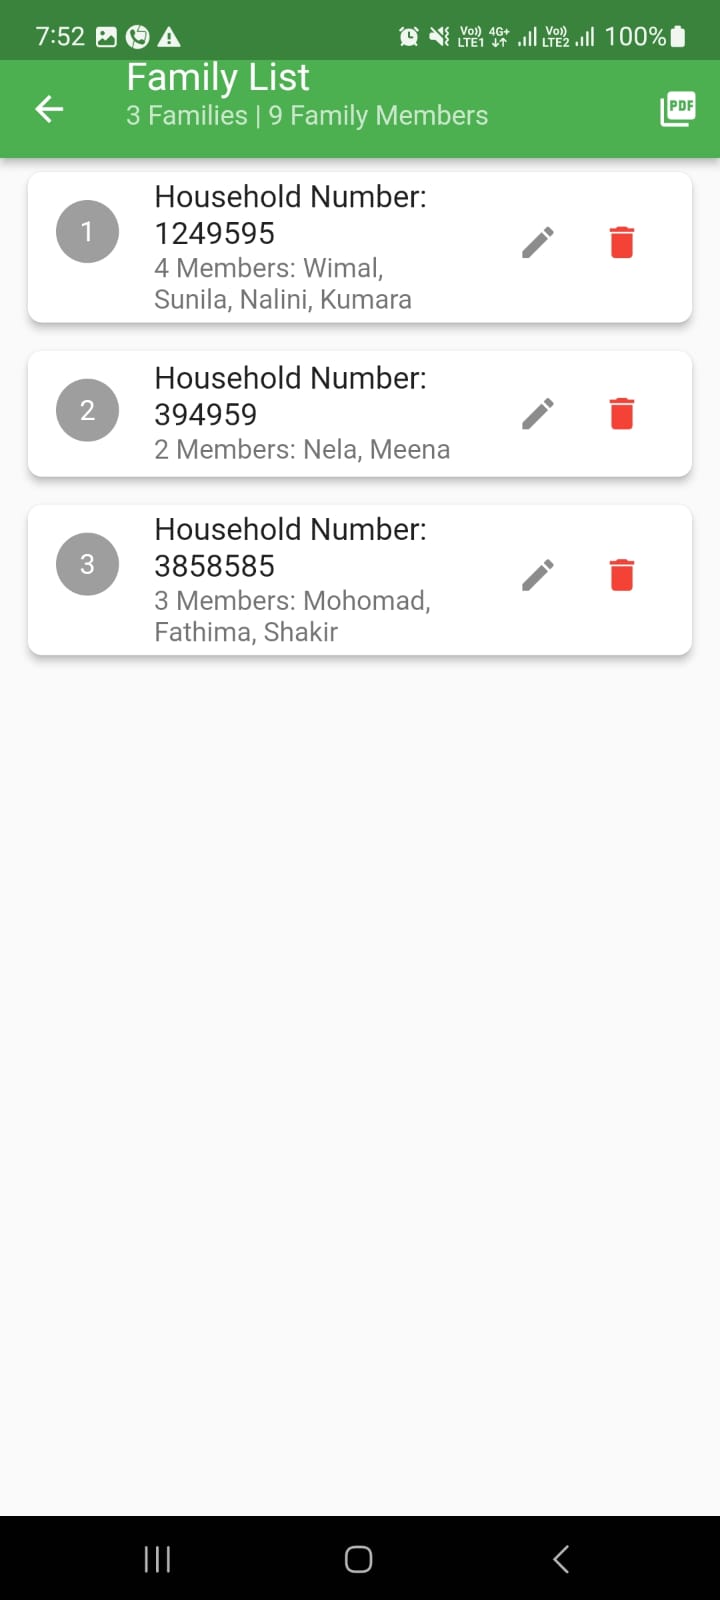 7:52 Vo)) LTE1 4G+ Vo)) LTE2 100%
Family List
3 Families | 9 Family Members
PDF
1
Household Number:
1249595
4 Members: Wimal,
Sunila, Nalini, Kumara
2
Household Number:
394959
2 Members: Nela, Meena
3
Household Number:
3858585
3 Members: Mohomad,
Fathima, Shakir